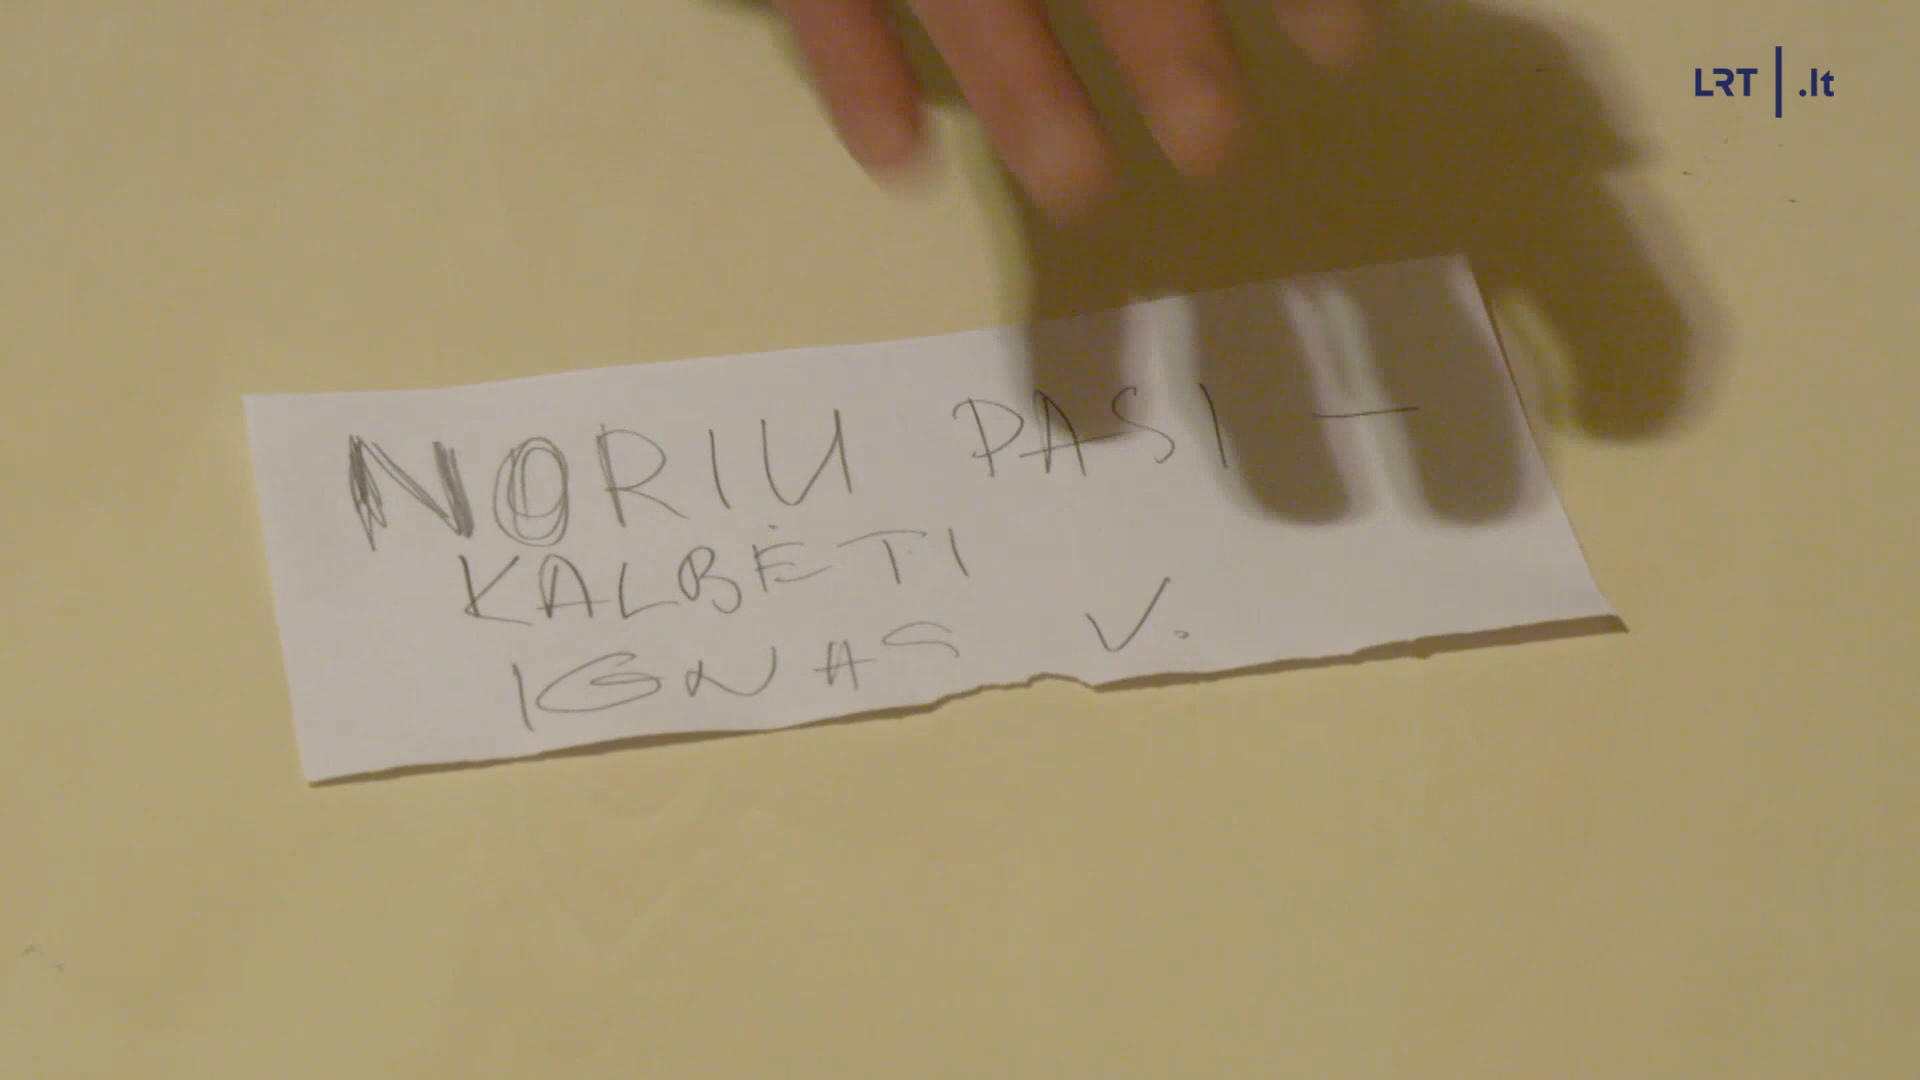 LRT .lt
NORIU PASI –
KALBĖTI
IGNAS V.